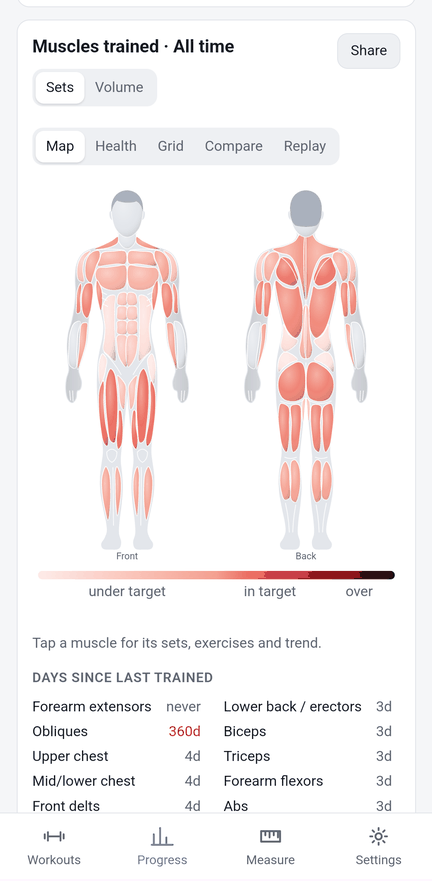 Muscles trained · All time
Share
Sets Volume
Map Health Grid Compare Replay
Front Back
under target in target over
Tap a muscle for its sets, exercises and trend.
DAYS SINCE LAST TRAINED
Forearm extensors never Lower back / erectors 3d
Obliques 360d Biceps 3d
Upper chest 4d Triceps 3d
Mid/lower chest 4d Forearm flexors 3d
Front delts 4d Abs 3d
Workouts Progress Measure Settings